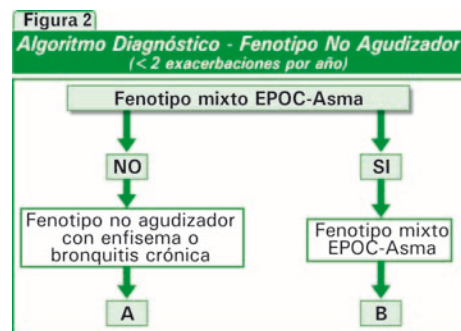 Figura 2
Algoritmo Diagnóstico - Fenotipo No Agudizador
(< 2 exacerbaciones por año)
Fenotipo mixto EPOC-Asma
NO
SI
Fenotipo no agudizador
con enfisema o
bronquitis crónica
Fenotipo mixto
EPOC-Asma
A
B